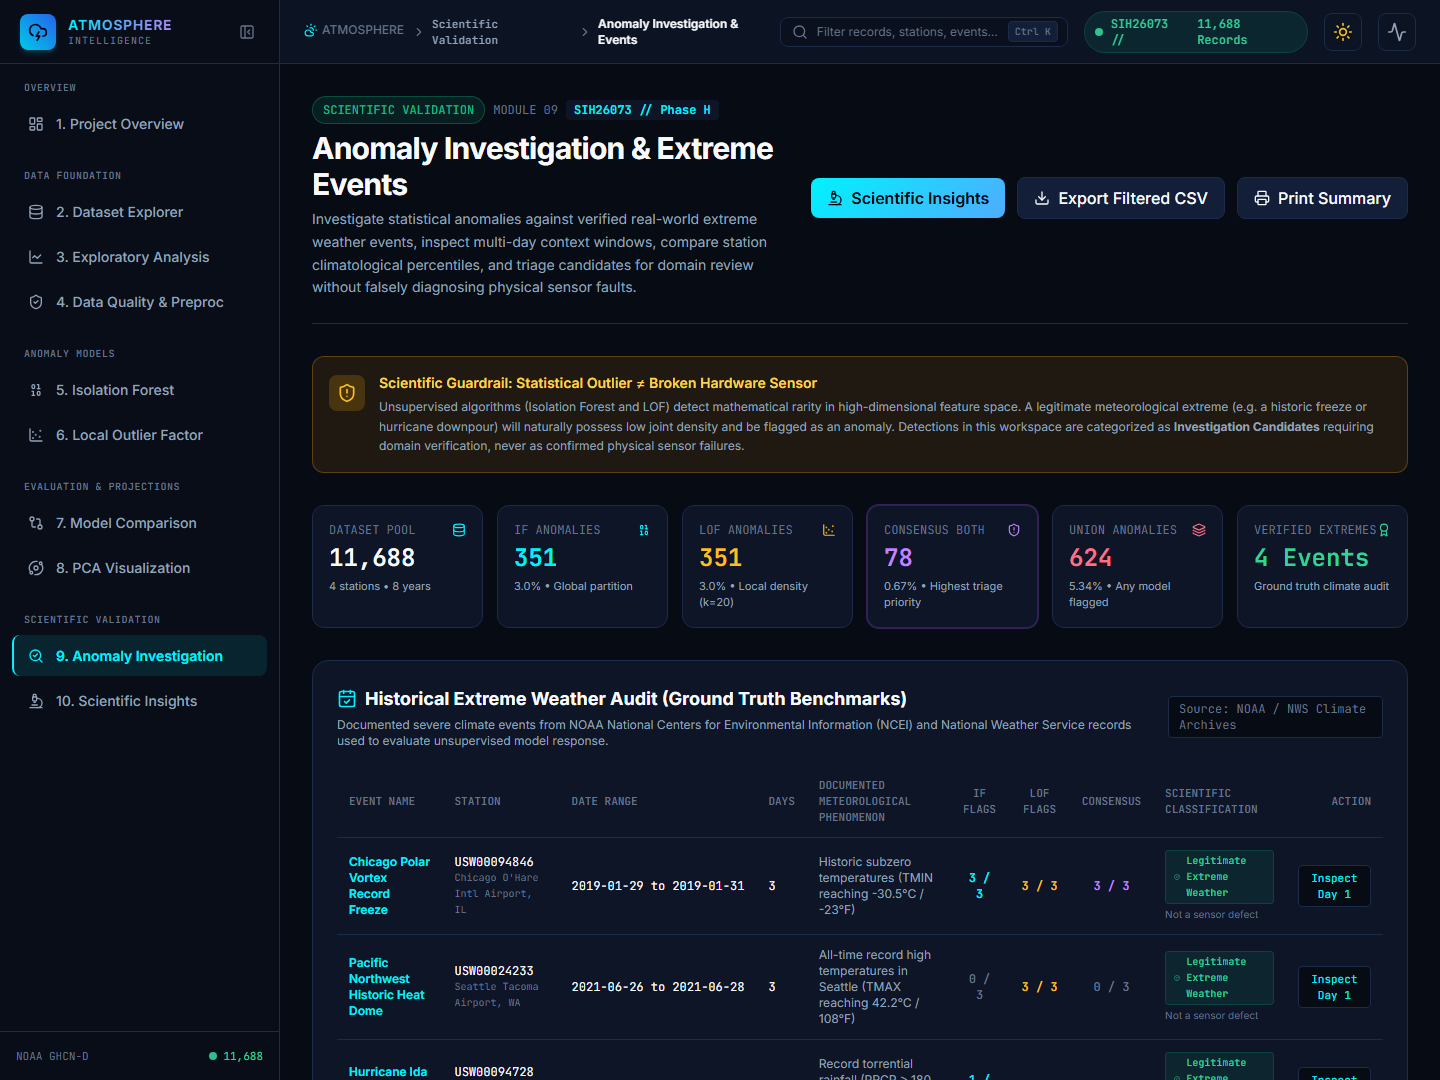 ATMOSPHERE
INTELLIGENCE
OVERVIEW
1. Project Overview
DATA FOUNDATION
2. Dataset Explorer
3. Exploratory Analysis
4. Data Quality & Preproc
ANOMALY MODELS
5. Isolation Forest
6. Local Outlier Factor
EVALUATION & PROJECTIONS
7. Model Comparison
8. PCA Visualization
SCIENTIFIC VALIDATION
9. Anomaly Investigation
10. Scientific Insights
NOAA GHCN-D
11,688
ATMOSPHERE
Scientific
Validation
Anomaly Investigation &
Events
Filter records, stations, events...
Ctrl K
SIH26073
//
11,688
Records
SCIENTIFIC VALIDATION
MODULE 09
SIH26073 // Phase H
Anomaly Investigation & Extreme
Events
Investigate statistical anomalies against verified real-world extreme
weather events, inspect multi-day context windows, compare station
climatological percentiles, and triage candidates for domain review
without falsely diagnosing physical sensor faults.
Scientific Insights
Export Filtered CSV
Print Summary
Scientific Guardrail: Statistical Outlier ≠ Broken Hardware Sensor
Unsupervised algorithms (Isolation Forest and LOF) detect mathematical rarity in high-dimensional feature space. A legitimate meteorological extreme (e.g. a historic freeze or
hurricane downpour) will naturally possess low joint density and be flagged as an anomaly. Detections in this workspace are categorized as Investigation Candidates requiring
domain verification, never as confirmed physical sensor failures.
DATASET POOL
11,688
4 stations • 8 years
IF ANOMALIES
351
3.0% • Global partition
LOF ANOMALIES
351
3.0% • Local density
(k=20)
CONSENSUS BOTH
78
0.67% • Highest triage
priority
UNION ANOMALIES
624
5.34% • Any model
flagged
VERIFIED EXTREMES
4 Events
Ground truth climate audit
Historical Extreme Weather Audit (Ground Truth Benchmarks)
Documented severe climate events from NOAA National Centers for Environmental Information (NCEI) and National Weather Service records
used to evaluate unsupervised model response.
Source: NOAA / NWS Climate
Archives
EVENT NAME
STATION
DATE RANGE
DAYS
DOCUMENTED
METEOROLOGICAL
PHENOMENON
IF
FLAGS
LOF
FLAGS
CONSENSUS
SCIENTIFIC
CLASSIFICATION
ACTION
Chicago Polar
Vortex
Record
Freeze
USW00094846
Chicago O'Hare
Intl Airport,
IL
2019-01-29 to 2019-01-31
3
Historic subzero
temperatures (TMIN
reaching -30.5°C /
-23°F)
3 /
3
3 / 3
3 / 3
Legitimate
Extreme
Weather
Not a sensor defect
Inspect
Day 1
Pacific
Northwest
Historic Heat
Dome
USW00024233
Seattle Tacoma
Airport, WA
2021-06-26 to 2021-06-28
3
All-time record high
temperatures in
Seattle (TMAX
reaching 42.2°C /
108°F)
0 /
3
3 / 3
0 / 3
Legitimate
Extreme
Weather
Not a sensor defect
Inspect
Day 1
Hurricane Ida
USW00094728
Record torrential
rainfall (PRCP > 180
1 /
Legitimate
Extreme
Inspect